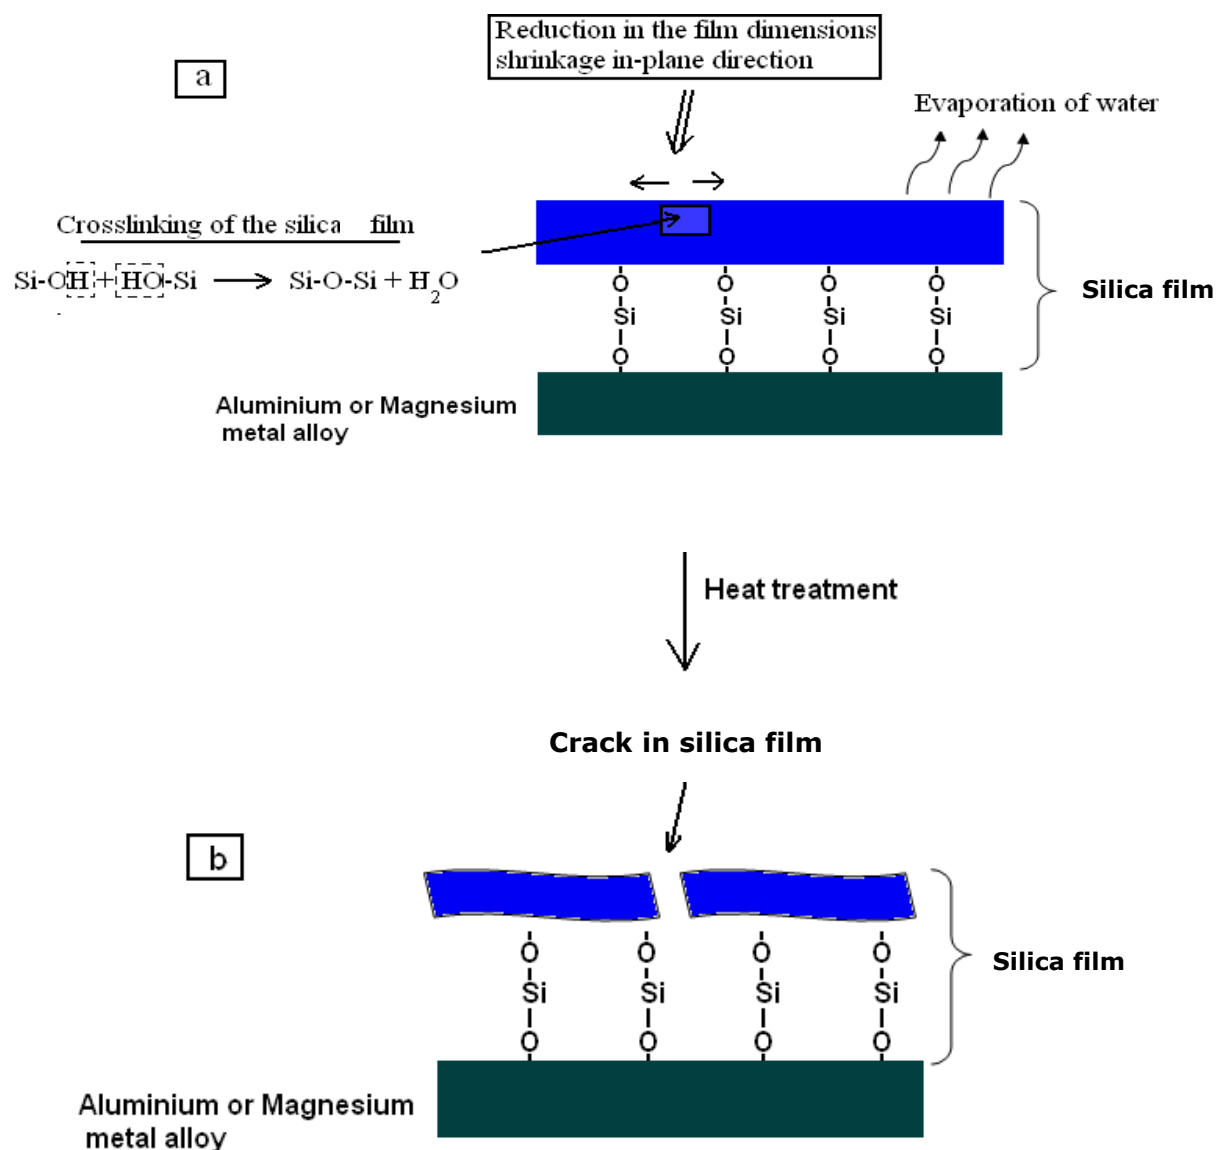 Reduction in the film dimensions
shrinkage in-plane direction
a
Evaporation of water
Crosslinking of the silica film
Si-OH + HO-Si → Si-O-Si + H₂O
Silica film
O O O O
Si Si Si Si
O O O O
Aluminium or Magnesium
metal alloy
Heat treatment
Crack in silica film
b
O O O O
Si Si Si Si
O O O O
Silica film
Aluminium or Magnesium
metal alloy